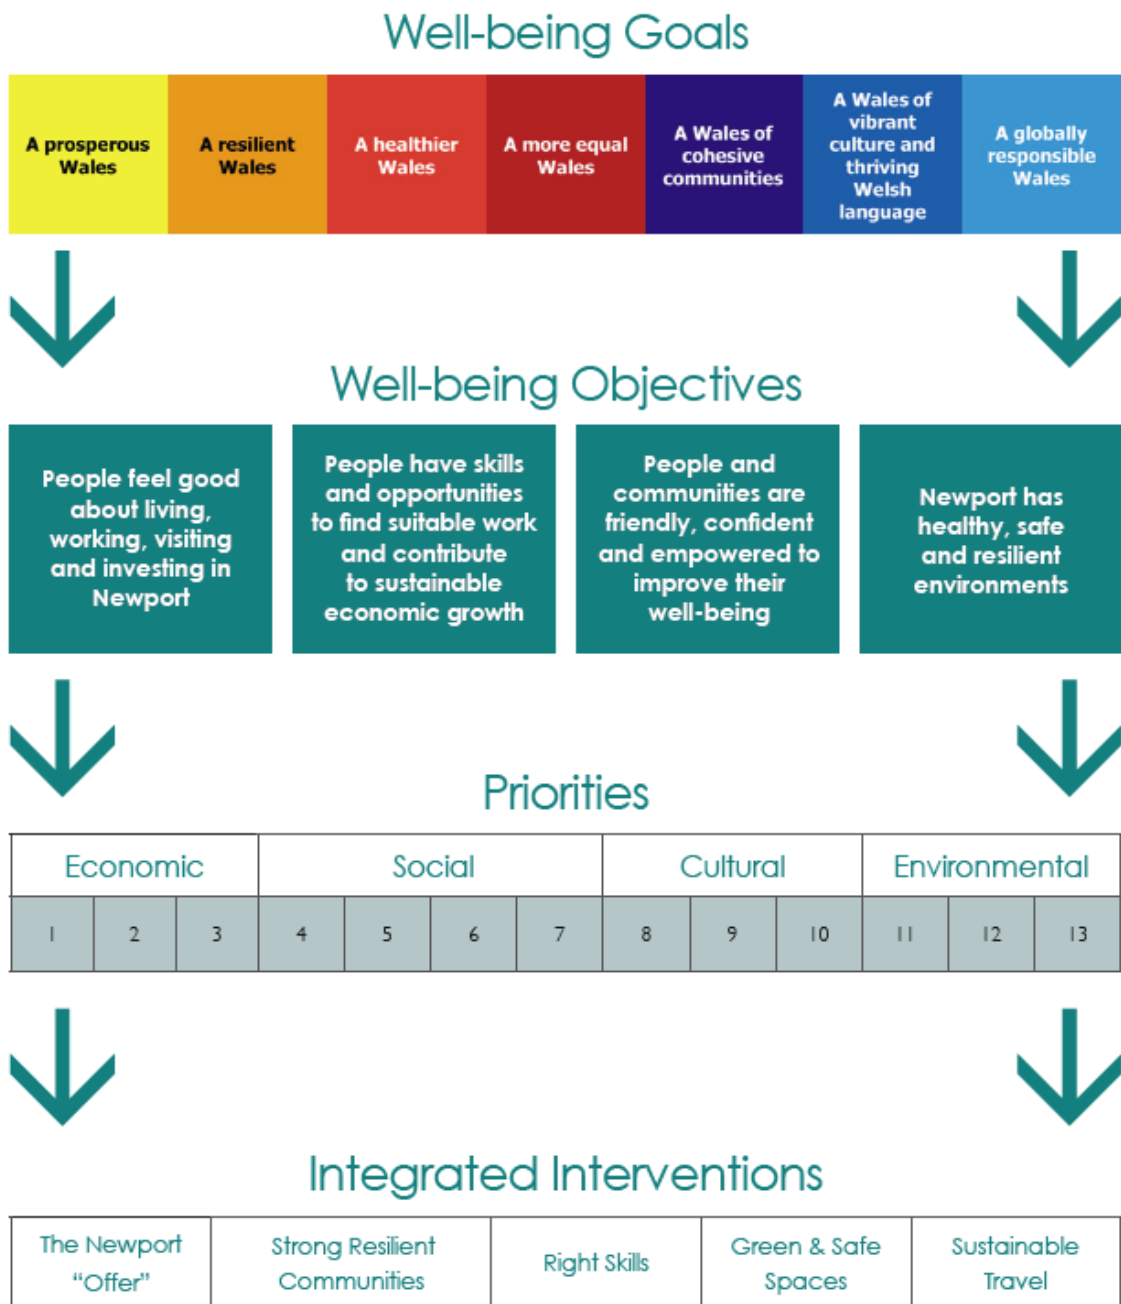 Well-being Goals
A prosperous
Wales
A resilient
Wales
A healthier
Wales
A more equal
Wales
A Wales of
cohesive
communities
A Wales of
vibrant
culture and
thriving
Welsh
language
A globally
responsible
Wales
Well-being Objectives
People feel good
about living,
working, visiting
and investing in
Newport
People have skills
and opportunities
to find suitable work
and contribute
to sustainable
economic growth
People and
communities are
friendly, confident
and empowered to
improve their
well-being
Newport has
healthy, safe
and resilient
environments
Priorities
Economic
Social
Cultural
Environmental
1 2 3 4 5 6 7 8 9 10 11 12 13
Integrated Interventions
The Newport
“Offer”
Strong Resilient
Communities
Right Skills
Green & Safe
Spaces
Sustainable
Travel